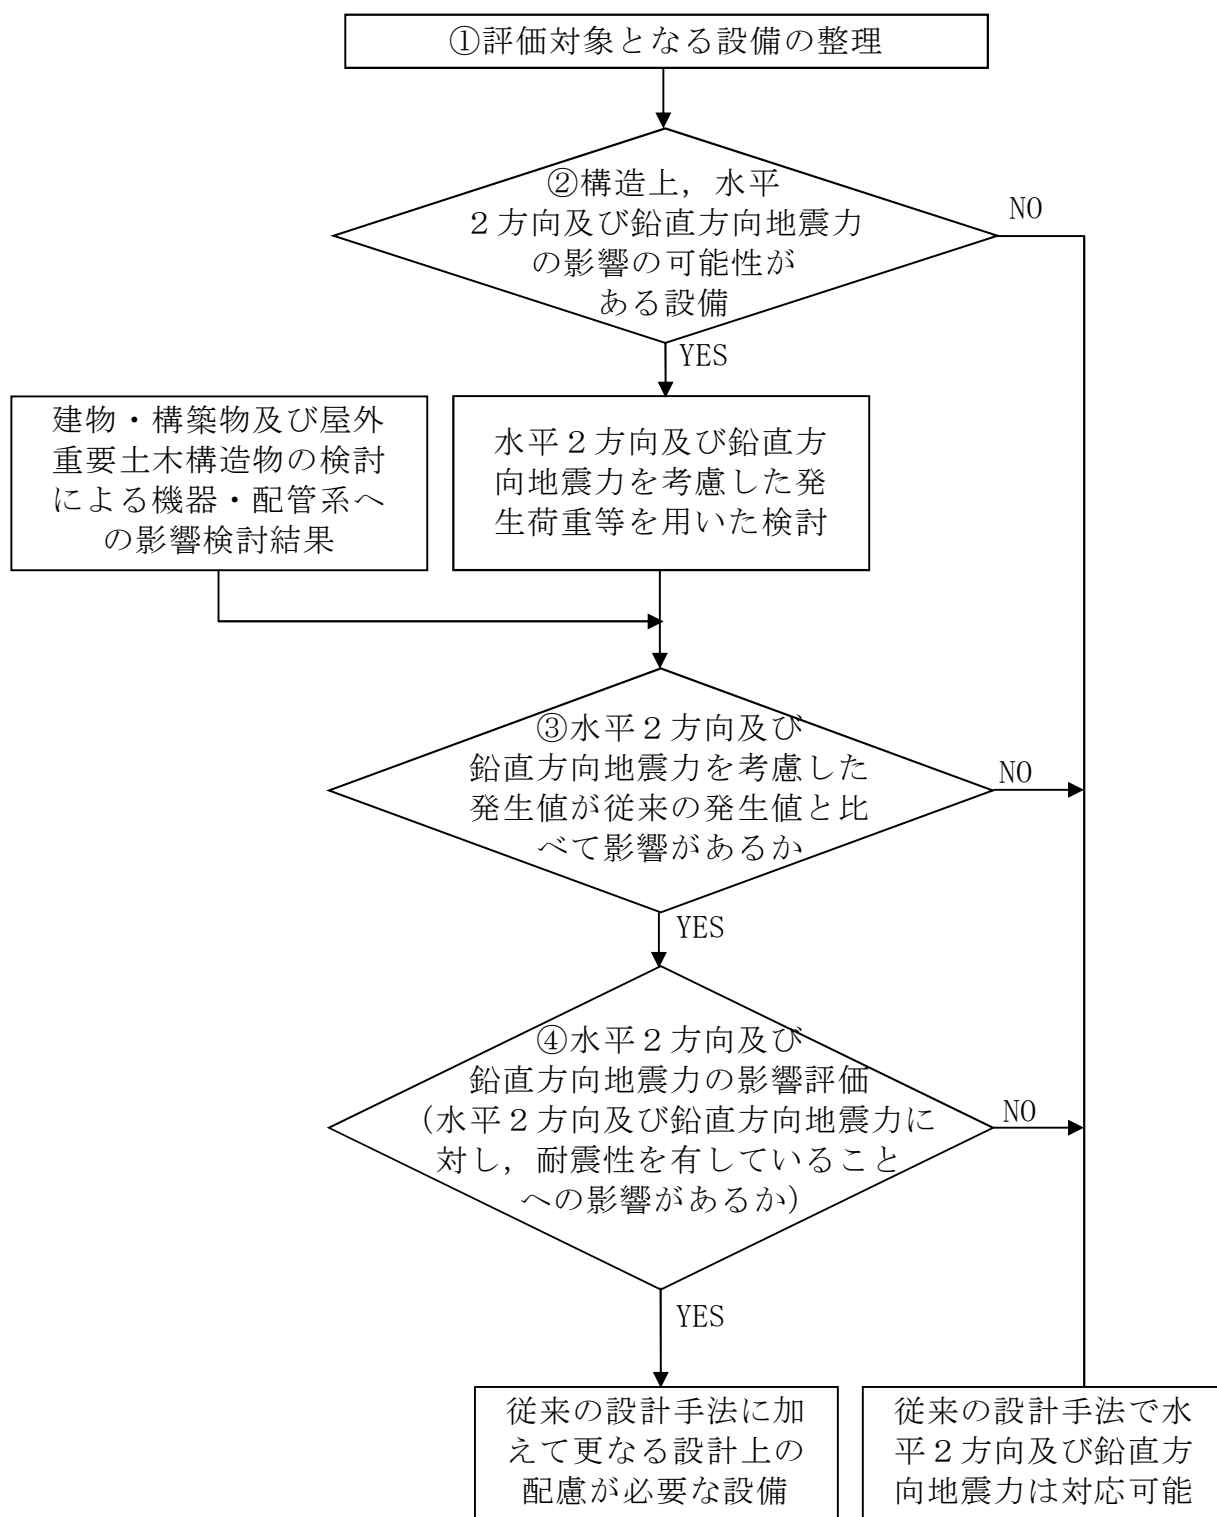 ①評価対象となる設備の整理
②構造上，水平
２方向及び鉛直方向地震力
の影響の可能性が
ある設備
NO
YES
建物・構築物及び屋外
重要土木構造物の検討
による機器・配管系へ
の影響検討結果
水平２方向及び鉛直方
向地震力を考慮した発
生荷重等を用いた検討
③水平２方向及び
鉛直方向地震力を考慮した
発生値が従来の発生値と比
べて影響があるか
NO
YES
④水平２方向及び
鉛直方向地震力の影響評価
（水平２方向及び鉛直方向地震力に
対し，耐震性を有していること
への影響があるか）
NO
YES
従来の設計手法に加
えて更なる設計上の
配慮が必要な設備
従来の設計手法で水
平２方向及び鉛直方
向地震力は対応可能